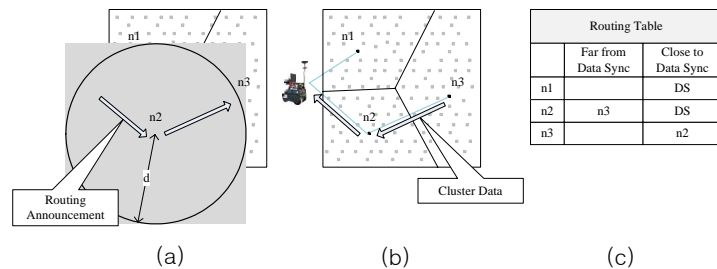 n1
n3
n2
d
Routing
Announcement
(a)
n1
n3
n2
Cluster Data
(b)
Routing Table
Far from
Data Sync
Close to
Data Sync
n1 DS
n2 n3 DS
n3 n2
(c)